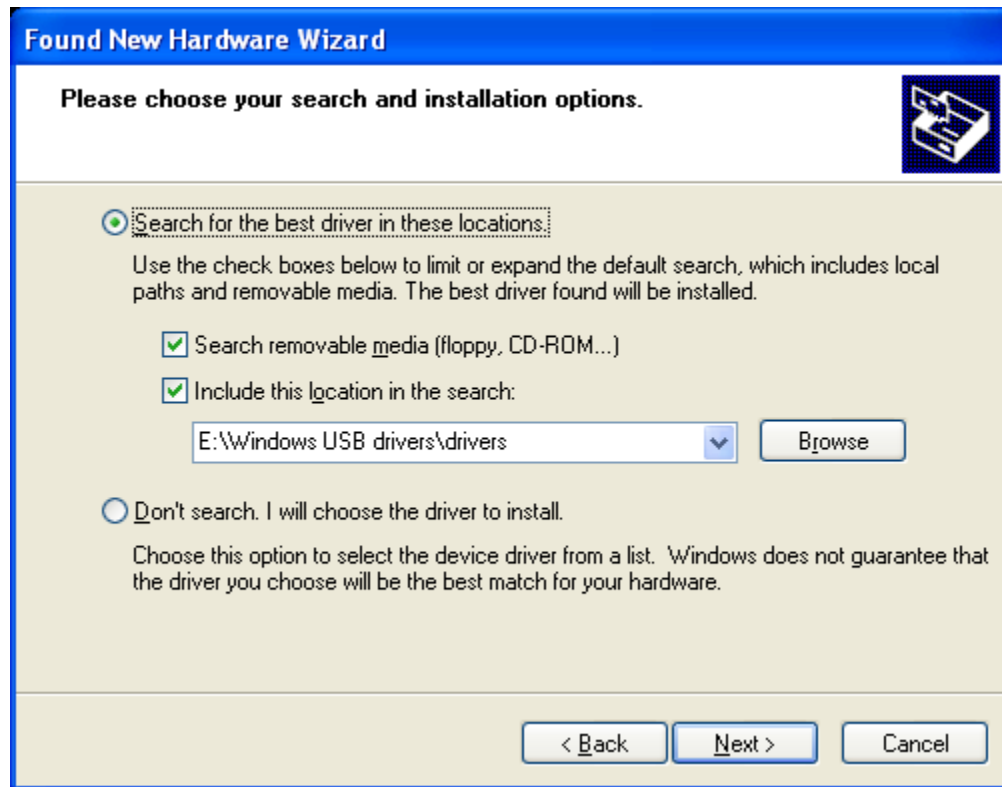 Found New Hardware Wizard
Please choose your search and installation options.
Search for the best driver in these locations.
Use the check boxes below to limit or expand the default search, which includes local
paths and removable media. The best driver found will be installed.
Search removable media (floppy, CD-ROM...)
Include this location in the search:
E:\Windows USB drivers\drivers
Browse
Don't search. I will choose the driver to install.
Choose this option to select the device driver from a list.  Windows does not guarantee that
the driver you choose will be the best match for your hardware.
< Back
Next >
Cancel